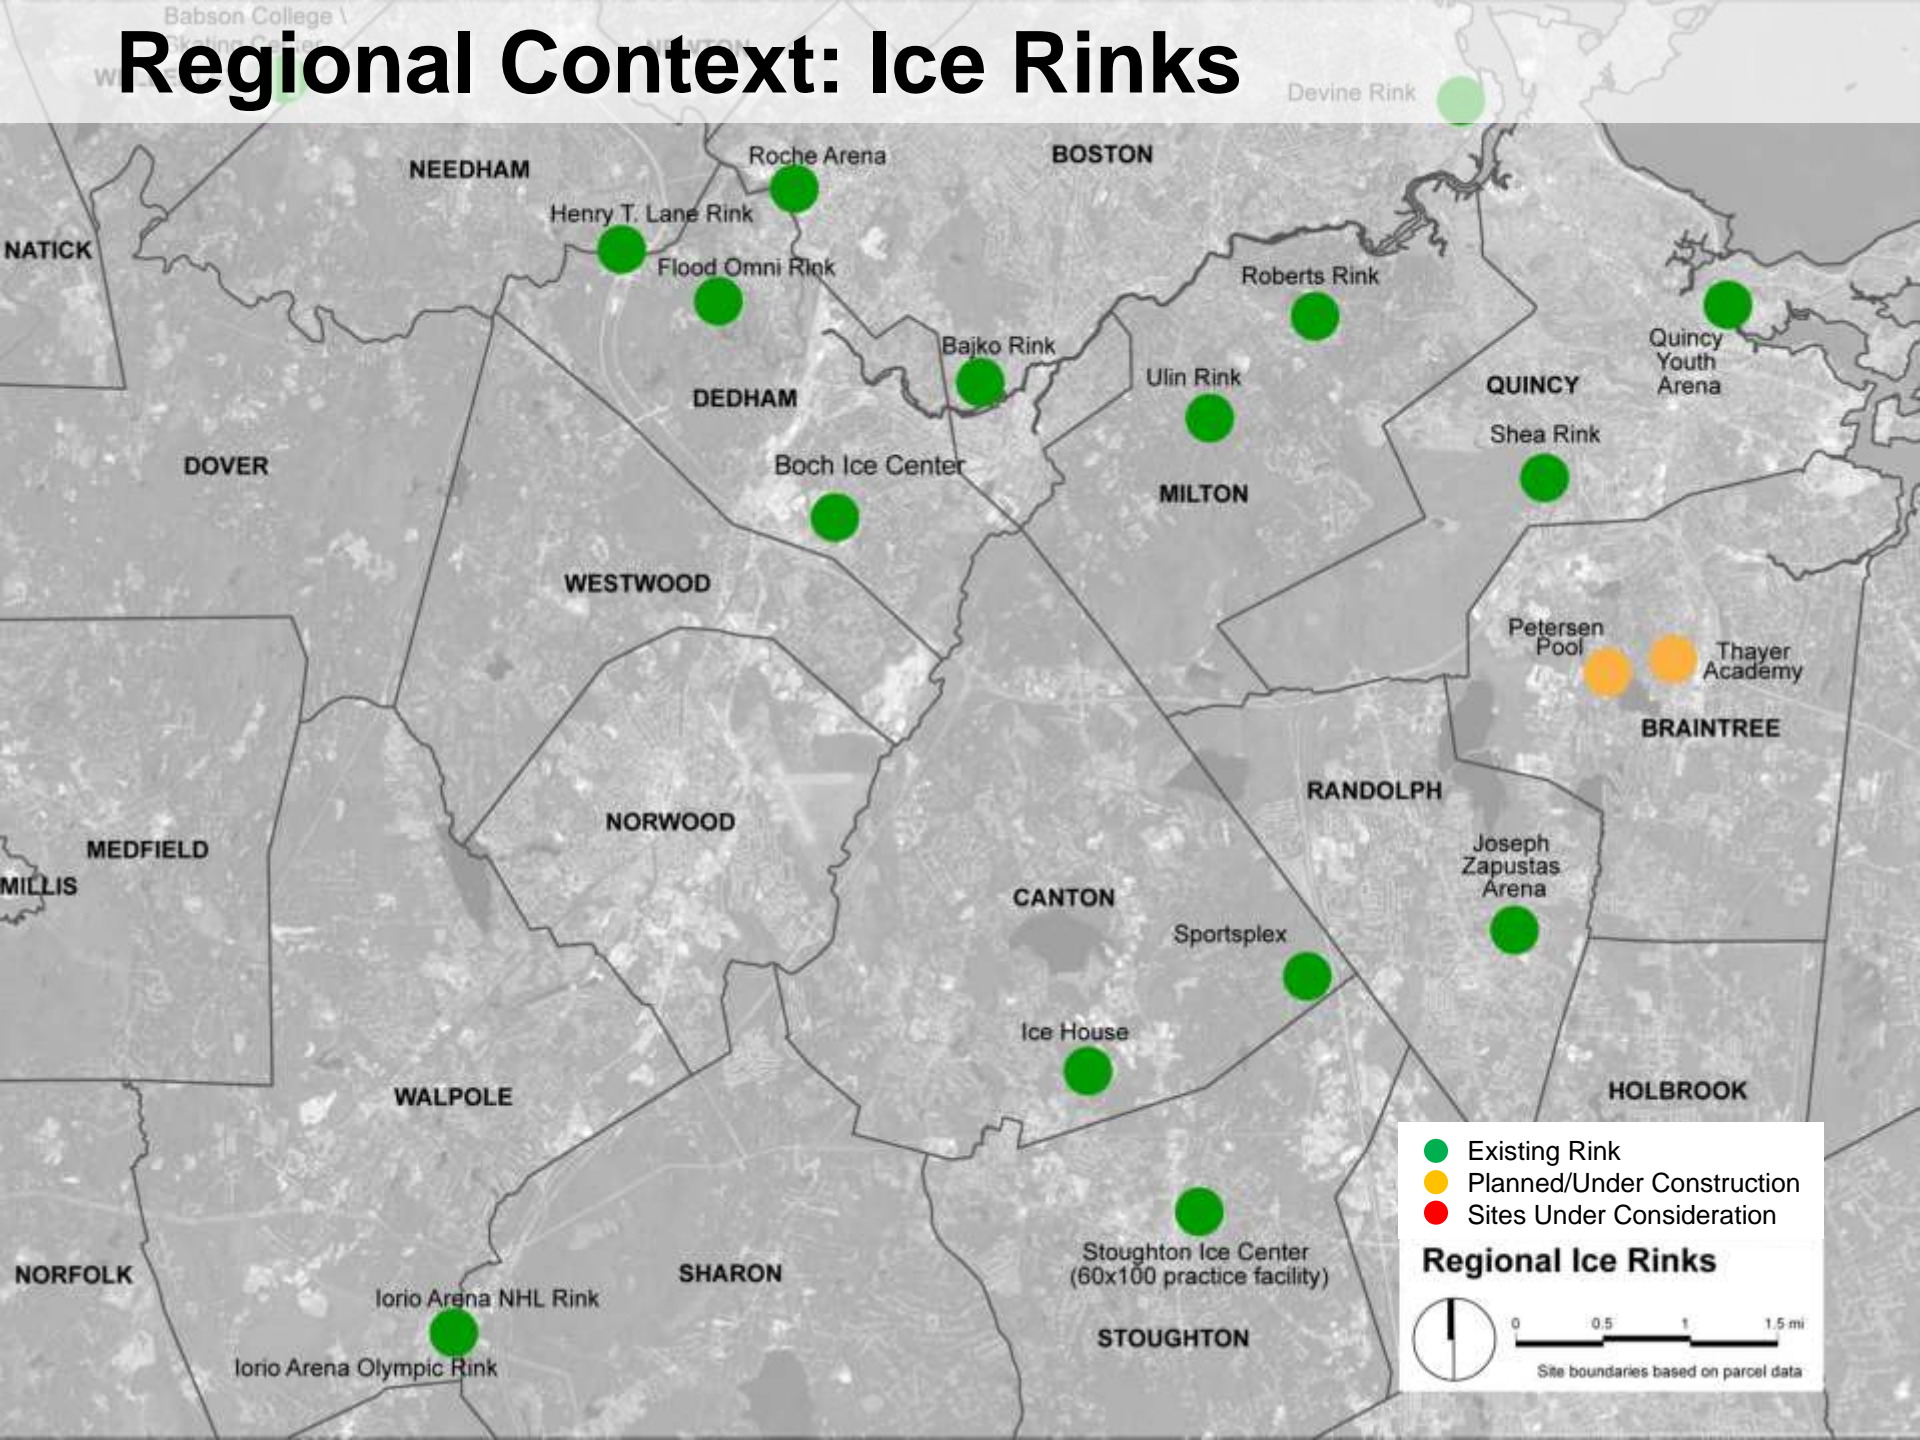 Babson College \
Skating Center
Regional Context: Ice Rinks
NEWTON
Devine Rink
NEEDHAM
Roche Arena
BOSTON
Henry T. Lane Rink
NATICK
Flood Omni Rink
Roberts Rink
Bajko Rink
Quincy
Youth
Arena
Ulin Rink
QUINCY
DEDHAM
Shea Rink
DOVER
Boch Ice Center
MILTON
WESTWOOD
Petersen
Pool
Thayer
Academy
BRAINTREE
RANDOLPH
NORWOOD
MEDFIELD
MILLIS
Joseph
Zapustas
Arena
CANTON
Sportsplex
Ice House
WALPOLE
HOLBROOK
Existing Rink
Planned/Under Construction
Sites Under Consideration
Regional Ice Rinks
0 0.5 1 1.5 mi
Site boundaries based on parcel data
Stoughton Ice Center
(60x100 practice facility)
NORFOLK
SHARON
Iorio Arena NHL Rink
STOUGHTON
Iorio Arena Olympic Rink